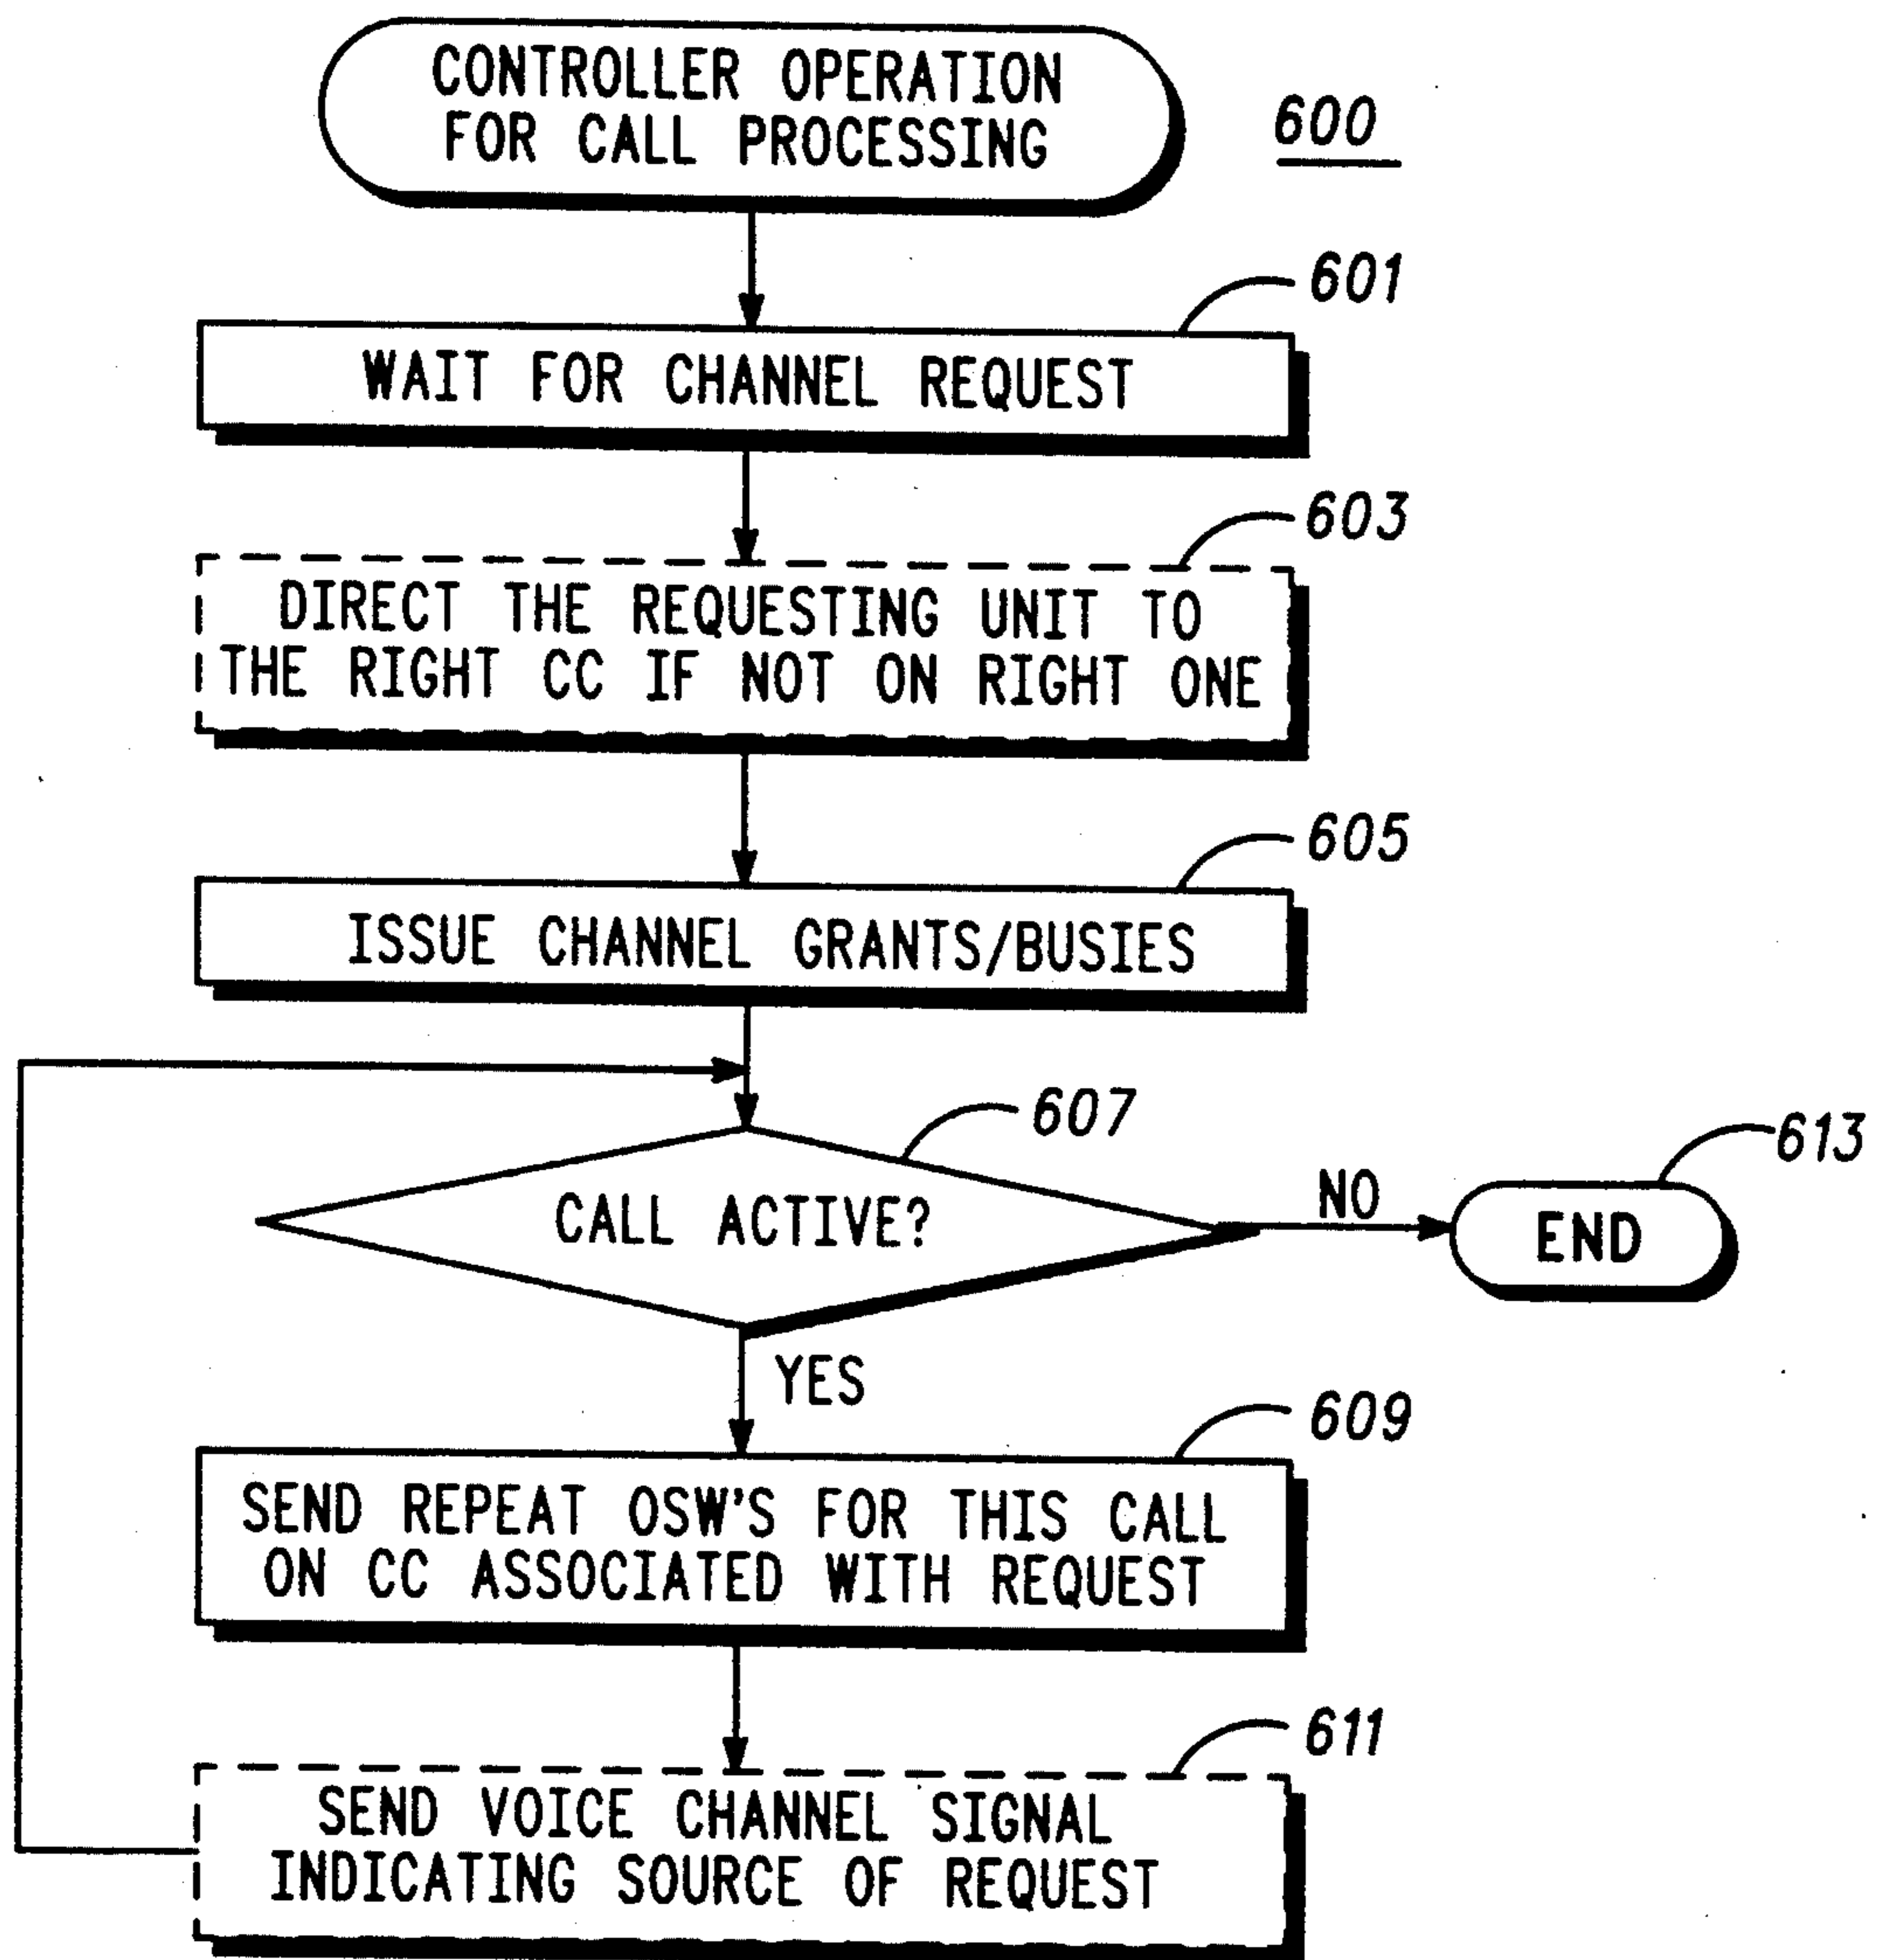 CONTROLLER OPERATION
FOR CALL PROCESSING
600
601
WAIT FOR CHANNEL REQUEST
603
DIRECT THE REQUESTING UNIT TO
THE RIGHT CC IF NOT ON RIGHT ONE
605
ISSUE CHANNEL GRANTS/BUSIES
607
CALL ACTIVE?
NO
613
END
YES
609
SEND REPEAT OSW'S FOR THIS CALL
ON CC ASSOCIATED WITH REQUEST
611
SEND VOICE CHANNEL SIGNAL
INDICATING SOURCE OF REQUEST